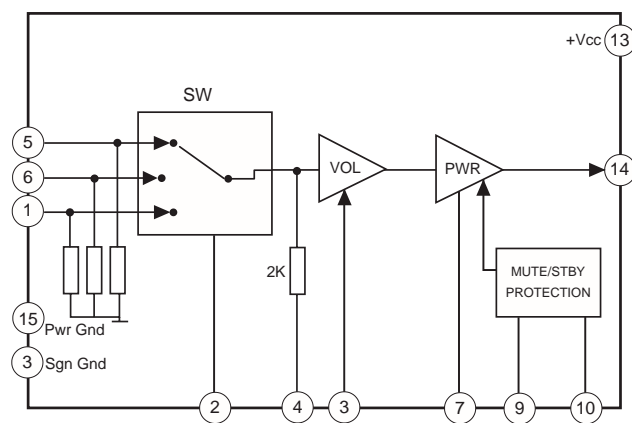 +Vcc
13
SW
5
6
1
VOL
PWR
14
2K
MUTE/STBY
PROTECTION
15
Pwr Gnd
3
Sgn Gnd
2
4
3
7
9
10